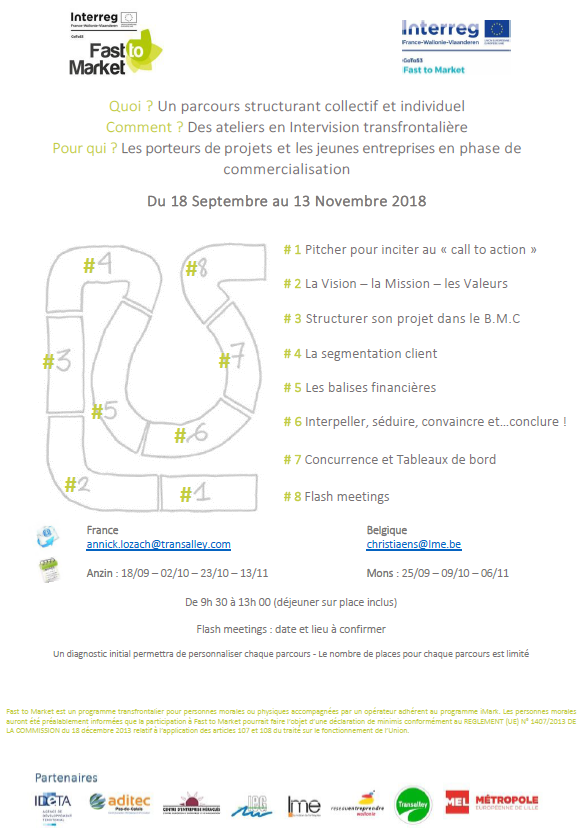 Interreg
France-Wallonie-Vlaanderen
GoToS3
Fast to
Market
Interreg
France-Wallonie-Vlaanderen
GoToS3
Fast to Market
Quoi ? Un parcours structurant collectif et individuel
Comment ? Des ateliers en Intervision transfrontalière
Pour qui ? Les porteurs de projets et les jeunes entreprises en phase de
commercialisation
Du 18 Septembre au 13 Novembre 2018
#4
#8
#3
#7
#5
#6
#2
#1
# 1 Pitcher pour inciter au « call to action »
# 2 La Vision – la Mission – les Valeurs
# 3 Structurer son projet dans le B.M.C
# 4 La segmentation client
# 5 Les balises financières
# 6 Interpeller, séduire, convaincre et…conclure !
# 7 Concurrence et Tableaux de bord
# 8 Flash meetings
France
annick.lozach@transalley.com
Belgique
christiaens@lme.be
Anzin : 18/09 – 02/10 – 23/10 – 13/11
Mons : 25/09 – 09/10 – 06/11
De 9h 30 à 13h 00 (déjeuner sur place inclus)
Flash meetings : date et lieu à confirmer
Un diagnostic initial permettra de personnaliser chaque parcours - Le nombre de places pour chaque parcours est limité
Fast to Market est un programme transfrontalier pour personnes morales ou physiques accompagnées par un opérateur adhérent au programme iMark. Les personnes morales
auront été préalablement informées que la participation à Fast to Market pourrait faire l'objet d'une déclaration de minimis conformément au REGLEMENT (UE) N° 1407/2013 DE
LA COMMISSION du 18 décembre 2013 relatif à l'application des articles 107 et 108 du traité sur le fonctionnement de l'Union.
Partenaires
IDETA
AGENCE DE
DÉVELOPPEMENT
TERRITORIAL
aditec
Pas-de-Calais
lme
réseauentreprendre
wallonie
Transalley
MEL
MÉTROPOLE
EUROPÉENNE DE LILLE